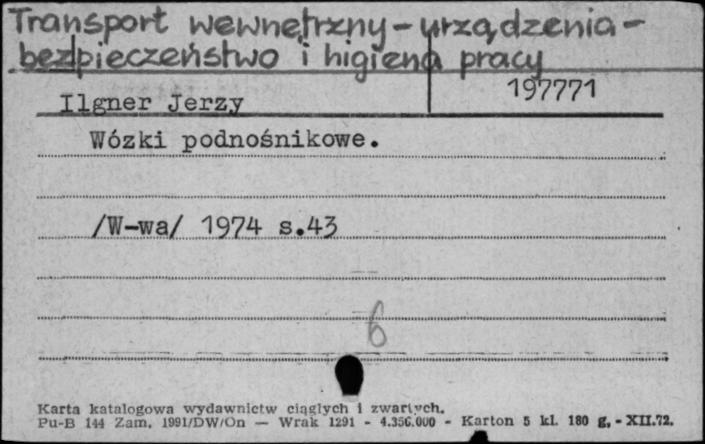 Transport wewnętrzny - urządzenia -
bezpieczeństwo i higiena pracy
197771
Ilgner Jerzy
Wózki podnośnikowe.
/W-wa/ 1974 s.43
6
Karta katalogowa wydawnictw ciągłych i zwartych.
Pu-B 144 Zam. 1991/DW/On — Wrak 1291 - 4.356.000 - Karton 5 kl. 180 g. - XII.72.